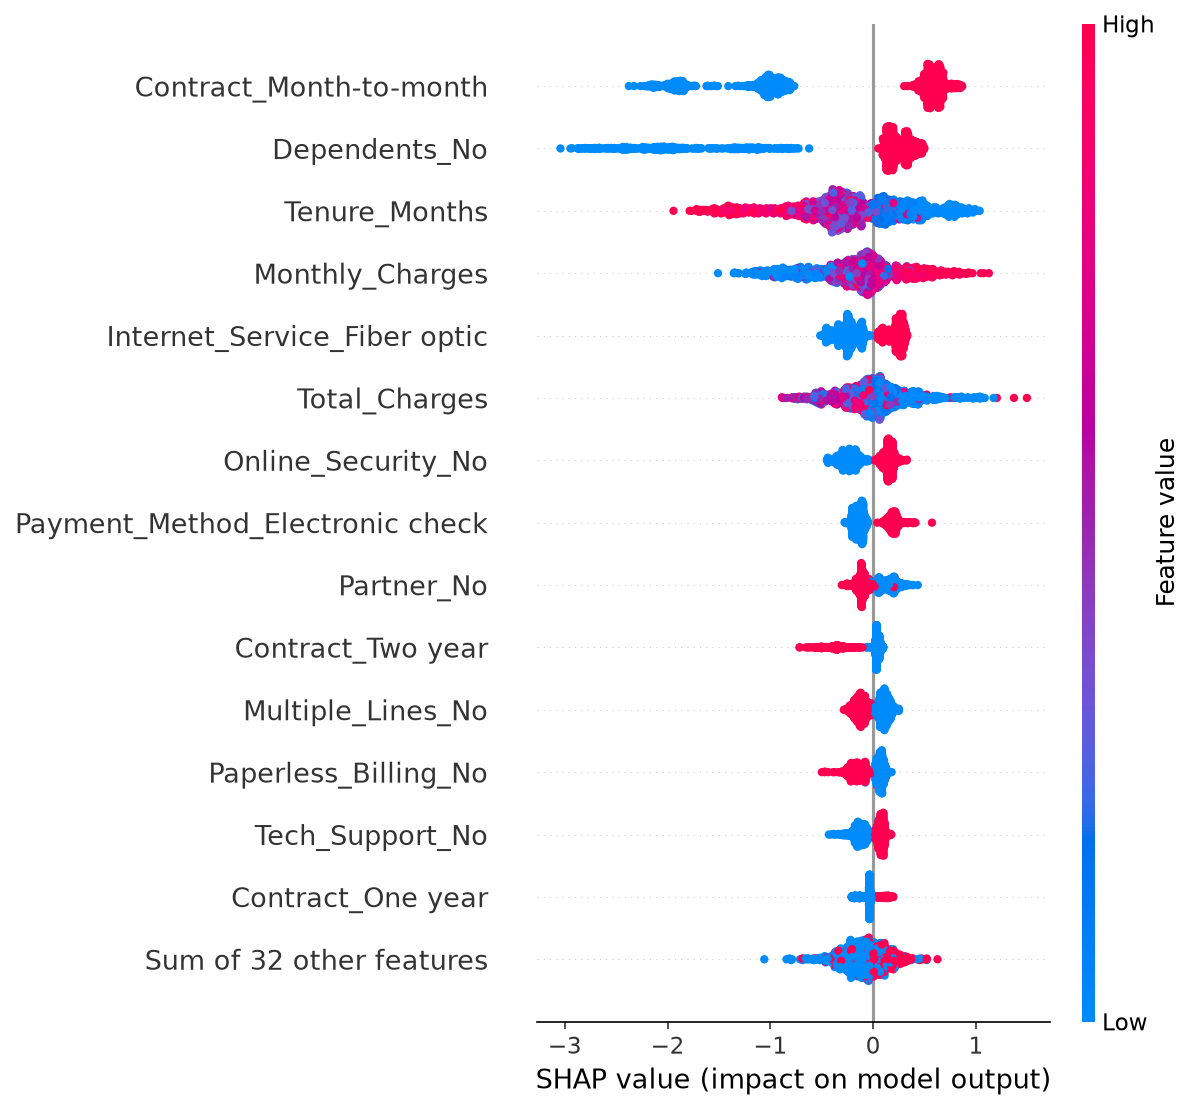 High
Contract_Month-to-month
Dependents_No
Tenure_Months
Monthly_Charges
Internet_Service_Fiber optic
Total_Charges
Online_Security_No
Payment_Method_Electronic check
Partner_No
Contract_Two year
Multiple_Lines_No
Paperless_Billing_No
Tech_Support_No
Contract_One year
Sum of 32 other features
Feature value
Low
−3 −2 −1 0 1
SHAP value (impact on model output)